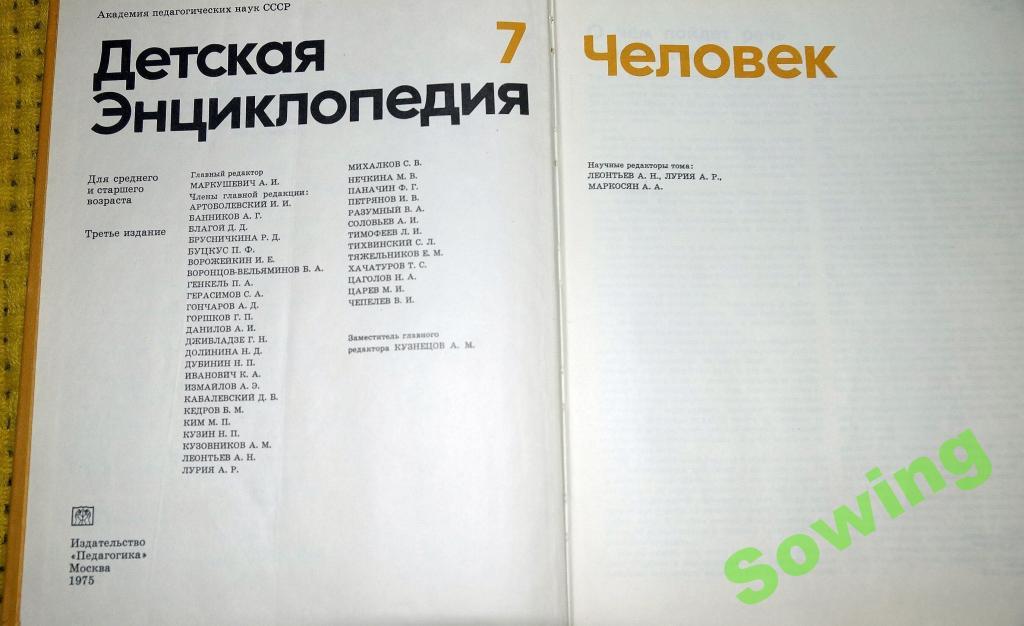 Академия педагогических наук СССР
Детская
Энциклопедия
7
Для среднего
и старшего
возраста
Третье издание
Главный редактор
МАРКУШЕВИЧ А. И.
Члены главной редакции:
АРТОБОЛЕВСКИЙ И. И.
БАННИКОВ А. Г.
БЛАГОЙ Д. Д.
БРУСНИЧКИНА Р. Д.
БУЦКУС П. Ф.
ВОРОЖЕЙКИН И. Е.
ВОРОНЦОВ-ВЕЛЬЯМИНОВ Б. А.
ГЕНКЕЛЬ П. А.
ГЕРАСИМОВ С. А.
ГОНЧАРОВ А. Д.
ГОРШКОВ Г. П.
ДАНИЛОВ А. И.
ДЖИБЛАДЗЕ Г. Н.
ДОЛИНИНА Н. Д.
ДУБИНИН Н. П.
ИВАНОВИЧ К. А.
ИЗМАЙЛОВ А. Э.
КАБАЛЕВСКИЙ Д. Б.
КЕДРОВ Б. М.
КИМ М. П.
КУЗИН Н. П.
КУЗОВНИКОВ А. М.
ЛЕОНТЬЕВ А. Н.
ЛУРИЯ А. Р.
МИХАЛКОВ С. В.
НЕЧКИНА М. В.
ПАНАЧИН Ф. Г.
ПЕТРЯНОВ И. В.
РАЗУМНЫЙ В. А.
СОЛОВЬЕВ А. И.
ТИМОФЕЕВ Л. И.
ТИХВИНСКИЙ С. Л.
ТЯЖЕЛЬНИКОВ Е. М.
ХАЧАТУРОВ Т. С.
ЦАГОЛОВ Н. А.
ЦАРЕВ М. И.
ЧЕПЕЛЕВ В. И.
Заместитель главного
редактора КУЗНЕЦОВ А. М.
Издательство
«Педагогика»
Москва
1975
Человек
Научные редакторы тома:
ЛЕОНТЬЕВ А. Н., ЛУРИЯ А. Р.,
МАРКОСЯН А. А.
Sowing